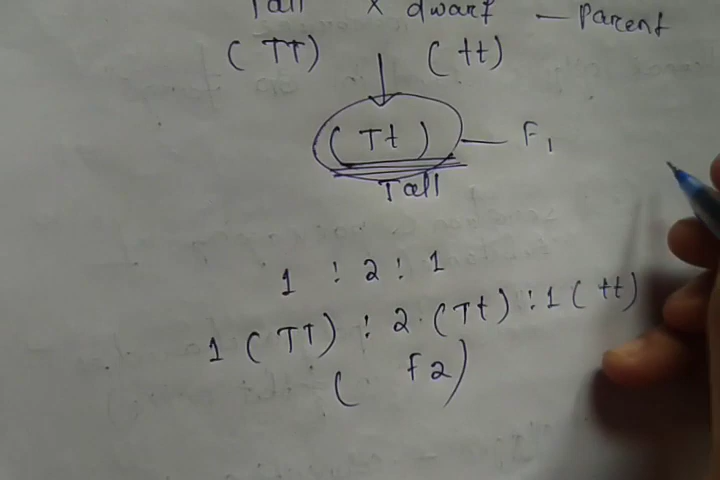 Tall × dwarf — Parent
(TT) (tt)
(Tt) — F1
Tall
1 : 2 : 1
1 (TT) : 2 (Tt) : 1 (tt)
( F2)